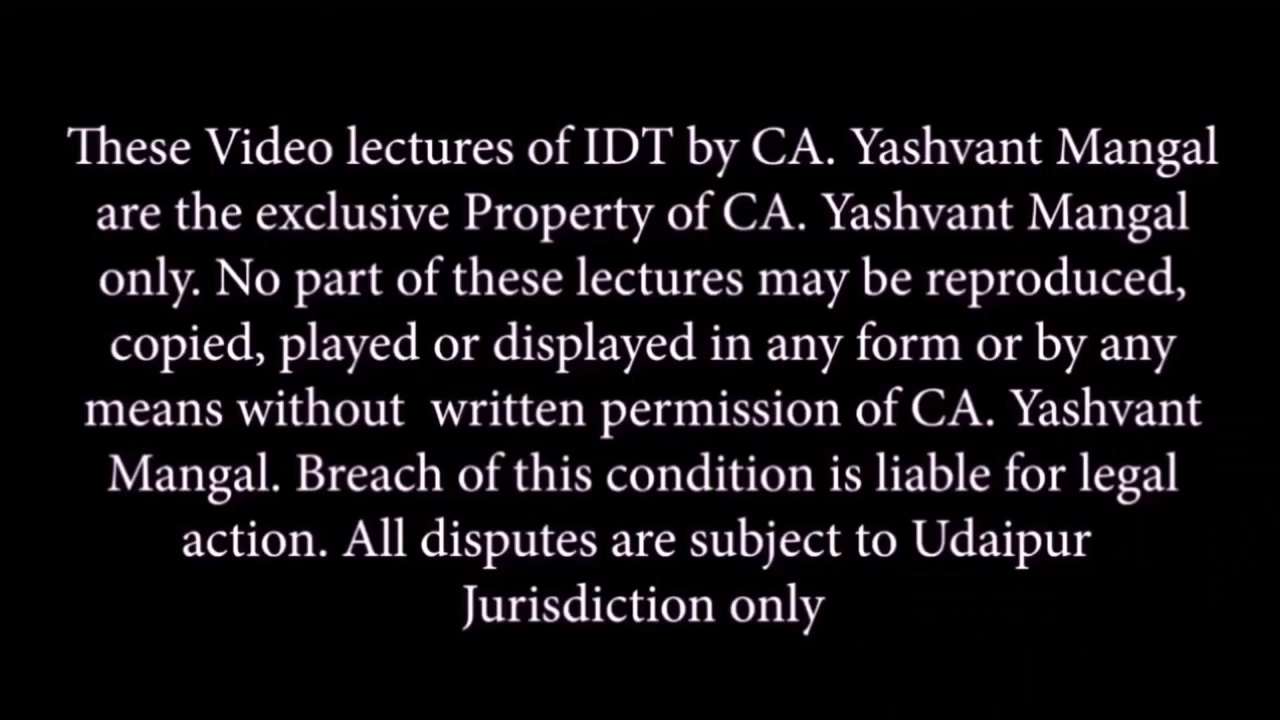 These Video lectures of IDT by CA. Yashvant Mangal
are the exclusive Property of CA. Yashvant Mangal
only. No part of these lectures may be reproduced,
copied, played or displayed in any form or by any
means without  written permission of CA. Yashvant
Mangal. Breach of this condition is liable for legal
action. All disputes are subject to Udaipur
Jurisdiction only